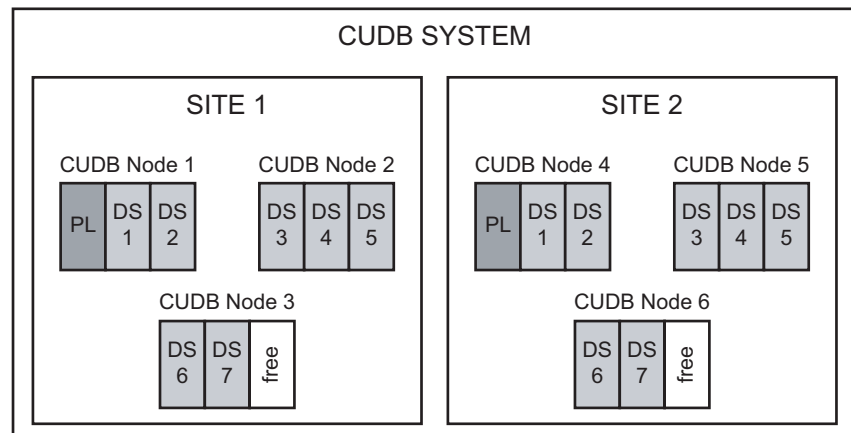 CUDB SYSTEM
SITE 1
CUDB Node 1
PL
DS
1
DS
2
CUDB Node 2
DS
3
DS
4
DS
5
CUDB Node 3
DS
6
DS
7
free
SITE 2
CUDB Node 4
PL
DS
1
DS
2
CUDB Node 5
DS
3
DS
4
DS
5
CUDB Node 6
DS
6
DS
7
free